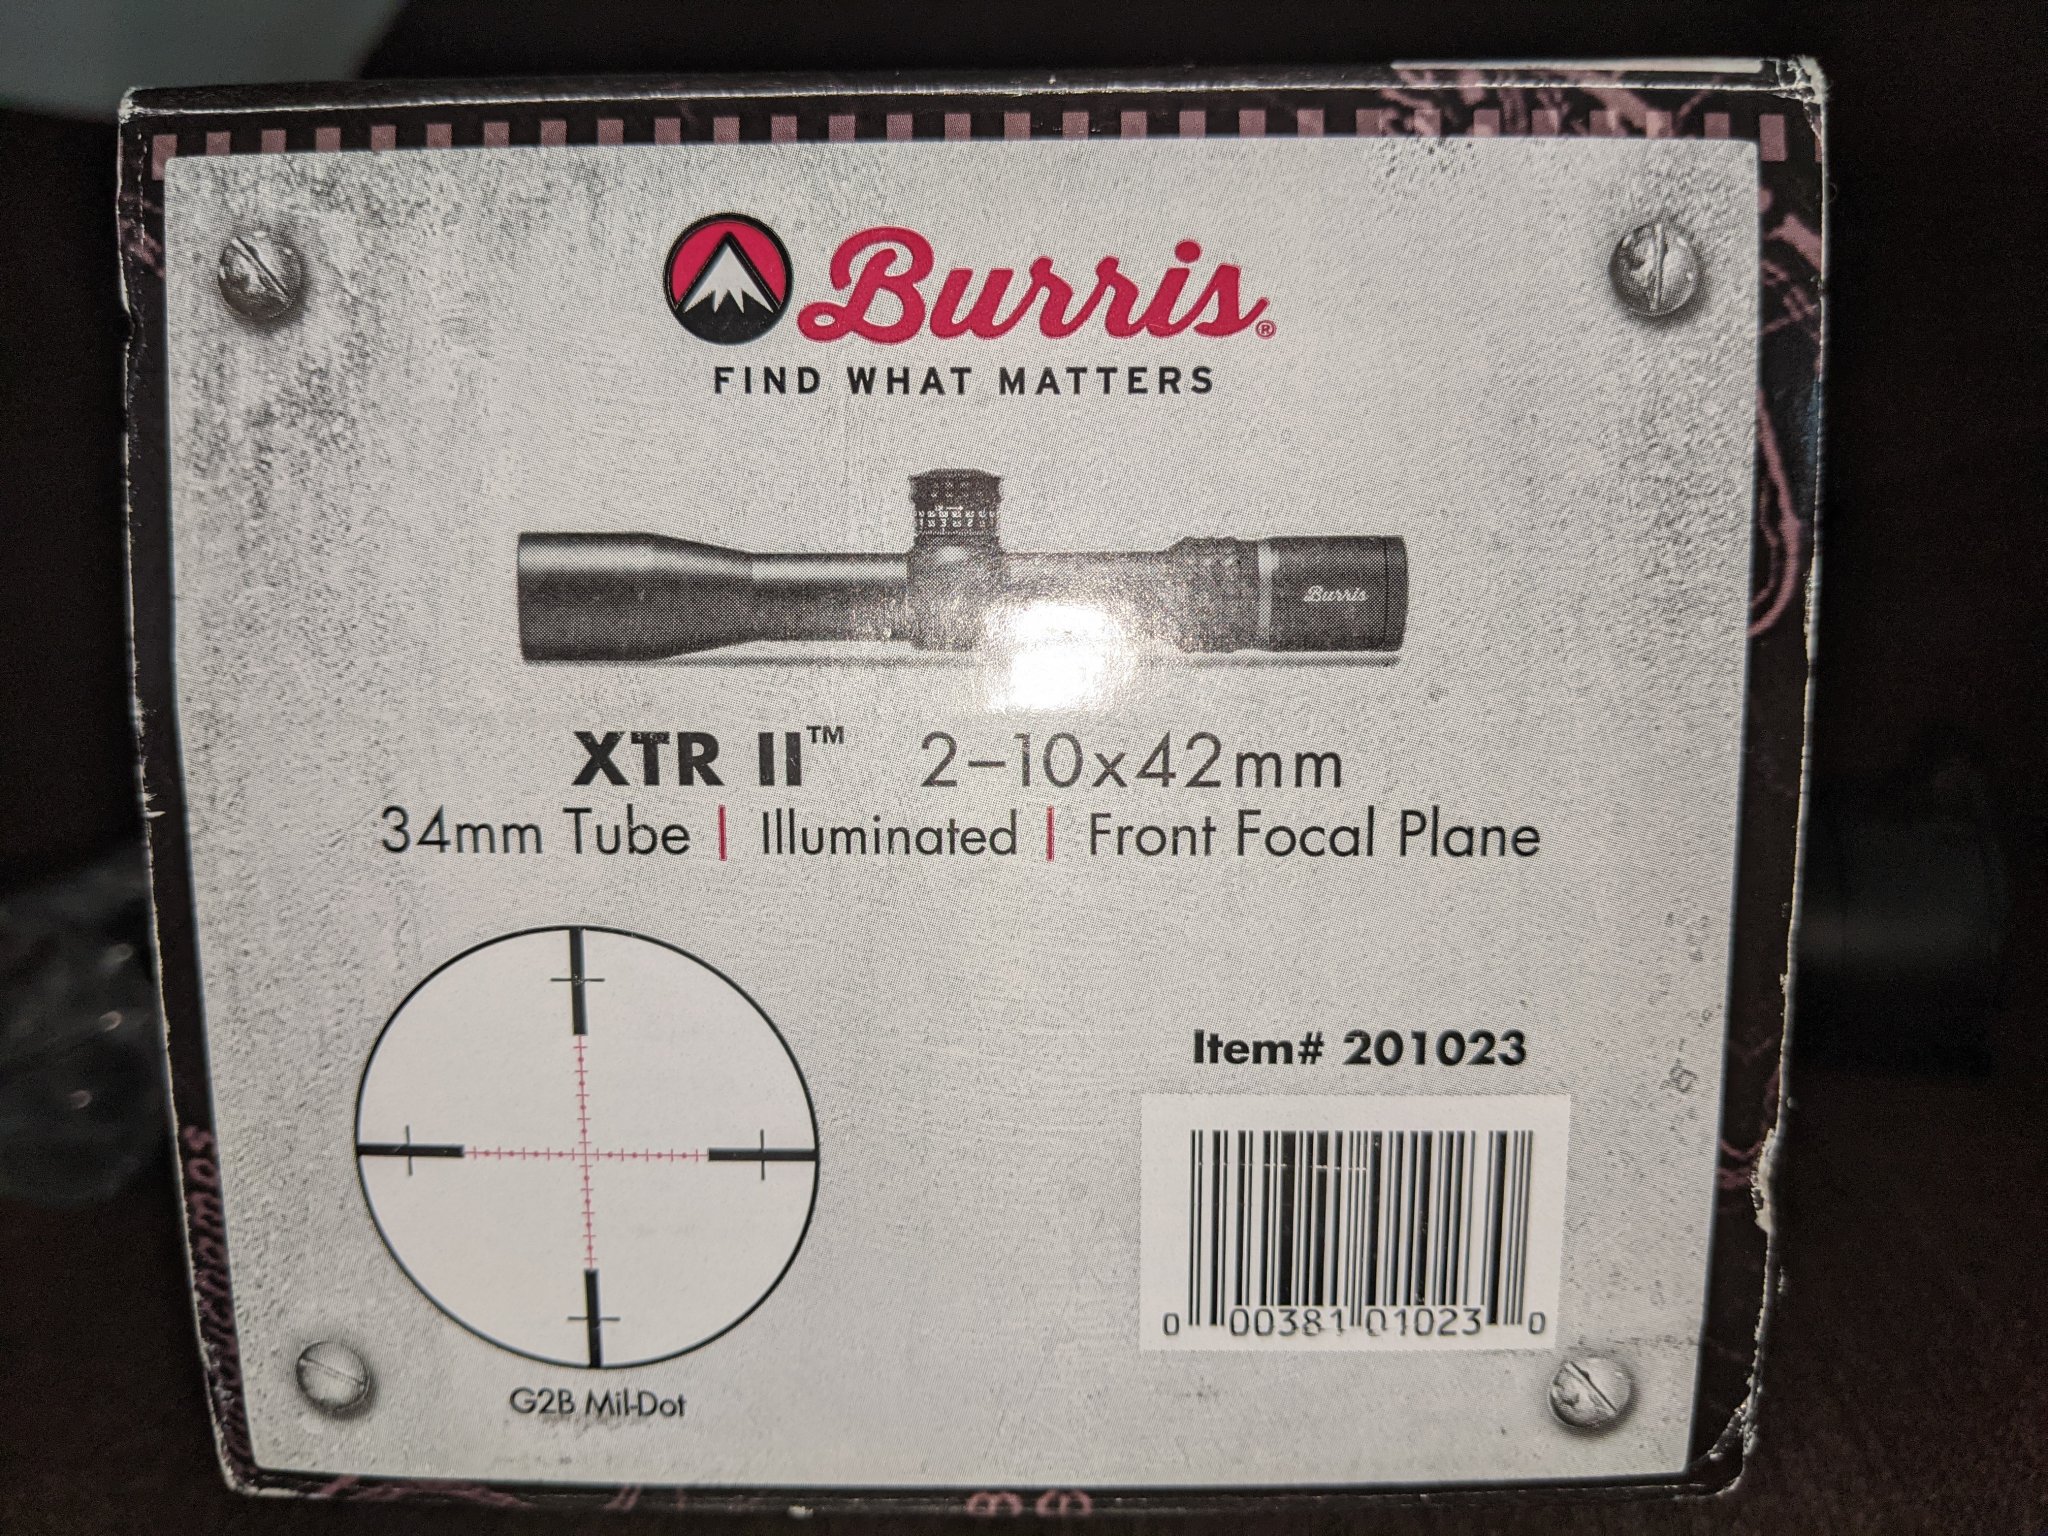 Burris®
FIND WHAT MATTERS
Burris
XTR II™ 2-10x42mm
34mm Tube | Illuminated | Front Focal Plane
Item# 201023
0 00381 01023 0
G2B Mil-Dot